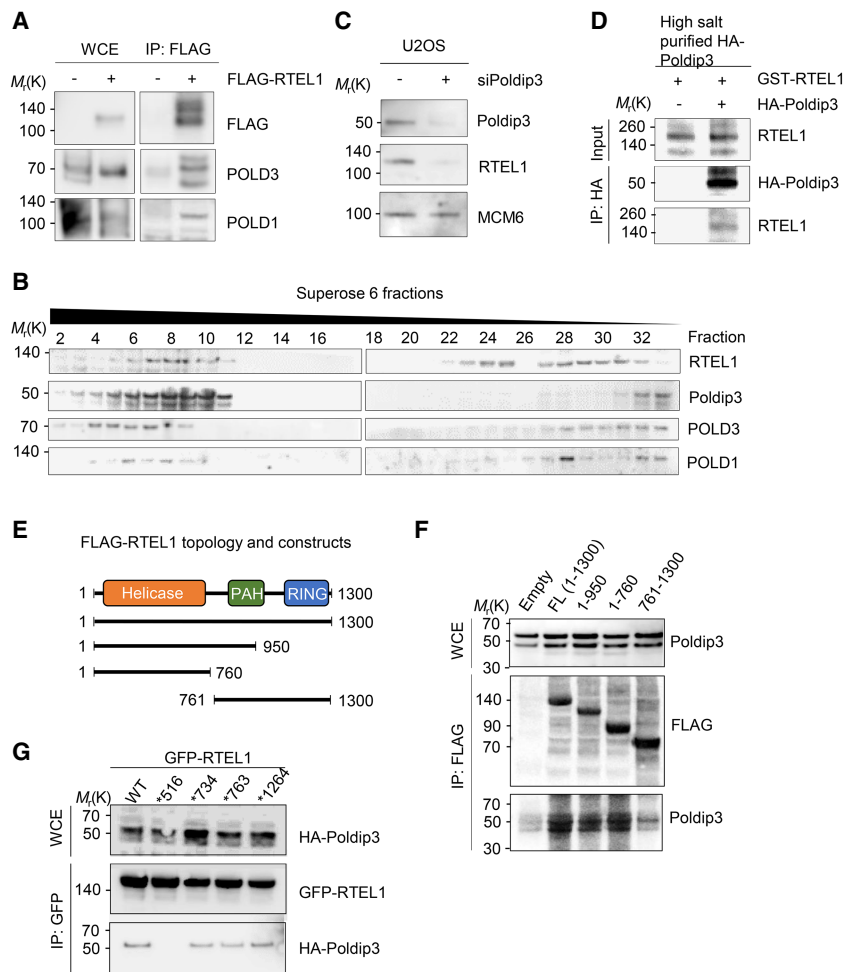 A
WCE IP: FLAG
Mr(K) - + - + FLAG-RTEL1
140
100
FLAG
70
POLD3
140
100
POLD1
C
U2OS
Mr(K) - + siPoldip3
50
Poldip3
140
100
RTEL1
100
MCM6
D
High salt
purified HA-
Poldip3
+ + GST-RTEL1
Mr(K) - + HA-Poldip3
Input
260
140
RTEL1
IP: HA
50
HA-Poldip3
260
140
RTEL1
B
Superose 6 fractions
Mr(K) 2 4 6 8 10 12 14 16 18 20 22 24 26 28 30 32 Fraction
140
RTEL1
50
Poldip3
70
POLD3
140
POLD1
E
FLAG-RTEL1 topology and constructs
1 Helicase PAH RING 1300
1 1300
1 950
1 760
761 1300
F
Mr(K) Empty FL (1-1300) 1-950 1-760 761-1300
WCE
70
50
30
Poldip3
IP: FLAG
140
90
70
FLAG
70
50
30
Poldip3
G
GFP-RTEL1
Mr(K) WT *516 *734 *763 *1264
WCE
70
50
HA-Poldip3
IP: GFP
140
GFP-RTEL1
70
50
HA-Poldip3